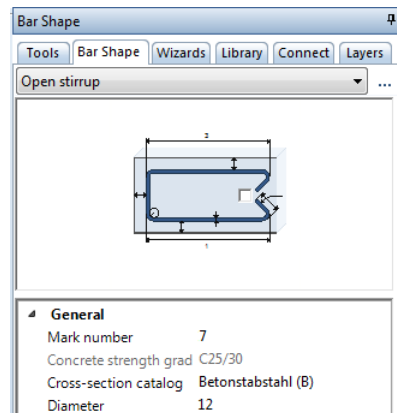 Bar Shape
Tools Bar Shape Wizards Library Connect Layers
Open stirrup ...
1
General
Mark number 7
Concrete strength grad C25/30
Cross-section catalog Betonstabstahl (B)
Diameter 12